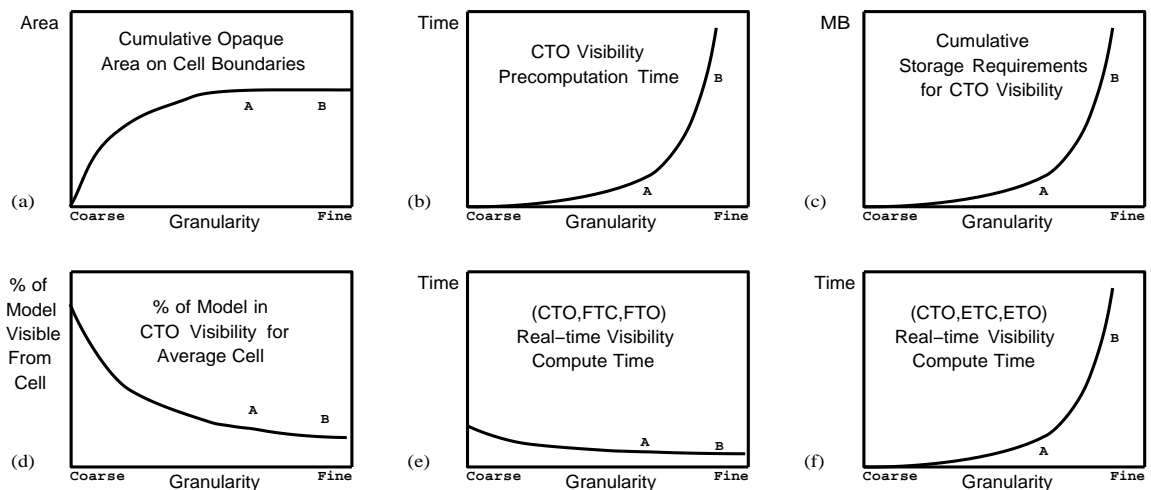 Area
Cumulative Opaque
Area on Cell Boundaries
A
B
(a)
Coarse
Granularity
Fine
Time
CTO Visibility
Precomputation Time
B
A
(b)
Coarse
Granularity
Fine
MB
Cumulative
Storage Requirements
for CTO Visibility
B
A
(c)
Coarse
Granularity
Fine
% of
Model
Visible
From
Cell
% of Model in
CTO Visibility for
Average Cell
A
B
(d)
Coarse
Granularity
Fine
Time
(CTO,FTC,FTO)
Real−time Visibility
Compute Time
A
B
(e)
Coarse
Granularity
Fine
Time
(CTO,ETC,ETO)
Real−time Visibility
Compute Time
B
A
(f)
Coarse
Granularity
Fine